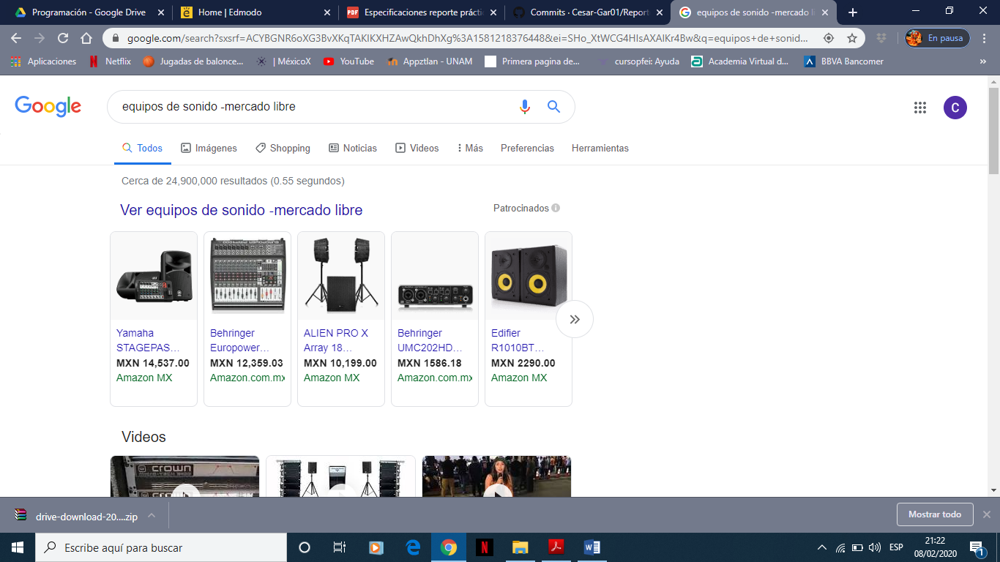 Programación - Google Drive
Home | Edmodo
Especificaciones reporte práctic
Commits · Cesar-Gar01/Report
equipos de sonido -mercado li
google.com/search?sxsrf=ACYBGNR6oXG3BvXKqTAKIKXHZAwQkhDhXg%3A1581218376448&ei=SHo_XtWCG4HIsAXAlKr4Bw&q=equipos+de+sonid...
En pausa
Aplicaciones
Netflix
Jugadas de balonce...
| MéxicoX
YouTube
Appztlan - UNAM
Primera pagina de...
cursopfei: Ayuda
Academia Virtual d...
BBVA Bancomer
»
Google
equipos de sonido -mercado libre
C
Todos
Imágenes
Shopping
Noticias
Videos
Más
Preferencias
Herramientas
Cerca de 24,900,000 resultados (0.55 segundos)
Ver equipos de sonido -mercado libre
Patrocinados
Yamaha
STAGEPAS…
MXN 14,537.00
Amazon MX
Behringer
Europower…
MXN 12,359.03
Amazon.com.mx
ALIEN PRO X
Array 18…
MXN 10,199.00
Amazon MX
Behringer
UMC202HD…
MXN 1586.18
Amazon.com.mx
Edifier
R1010BT…
MXN 2290.00
Amazon MX
Videos
crown
drive-download-20....zip
Mostrar todo
Escribe aquí para buscar
ESP
21:22
08/02/2020
1